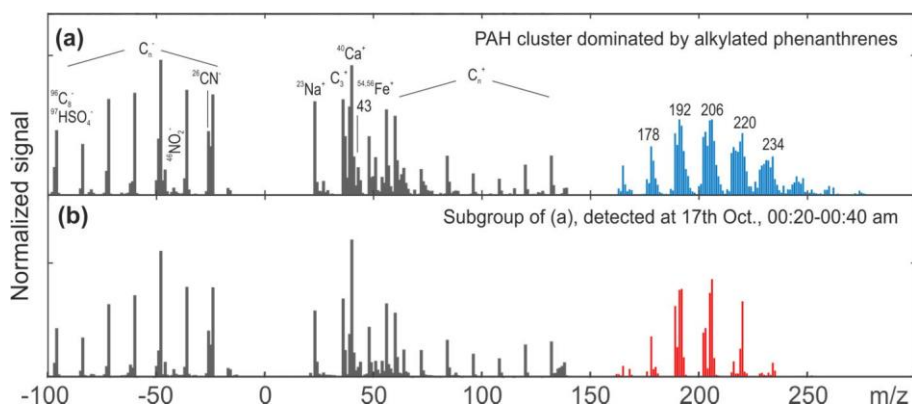 (a)
PAH cluster dominated by alkylated phenanthrenes
Cₙ⁻
⁹⁶C₈⁻
⁹⁷HSO₄⁻
²⁶CN⁻
⁴⁶NO₂⁻
²³Na⁺
C₃⁺
⁴⁰Ca⁺
⁵⁴,⁵⁶Fe⁺
43
Cₙ⁺
178
192
206
220
234
Normalized signal
(b)
Subgroup of (a), detected at 17th Oct., 00:20-00:40 am
-100 -50 0 50 100 150 200 250 m/z